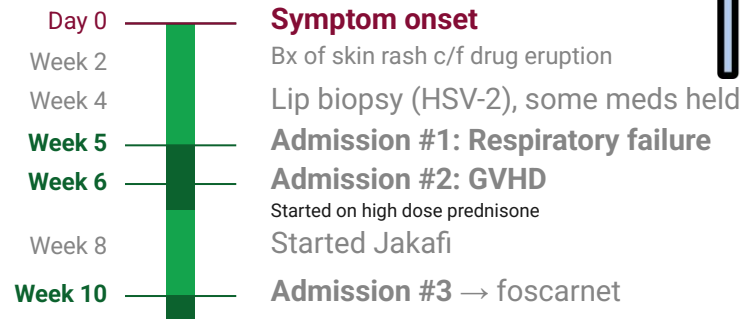 Day 0 Symptom onset
Week 2 Bx of skin rash c/f drug eruption
Week 4 Lip biopsy (HSV-2), some meds held
Week 5 Admission #1: Respiratory failure
Week 6 Admission #2: GVHD
Started on high dose prednisone
Week 8 Started Jakafi
Week 10 Admission #3 → foscarnet